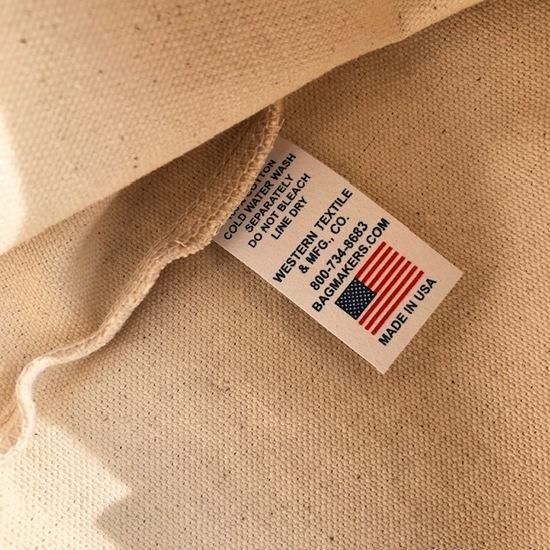 COTTON
COLD WATER WASH
SEPARATELY
DO NOT BLEACH
LINE DRY
WESTERN TEXTILE
& MFG., CO.
800-734-8683
BAGMAKERS.COM
MADE IN USA